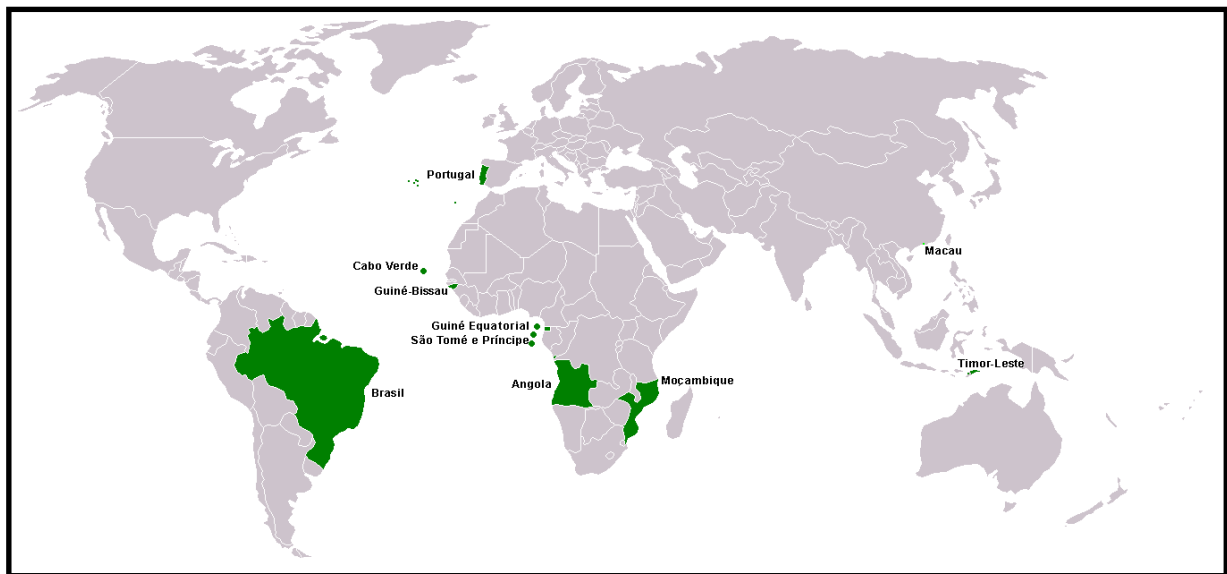 Portugal
Macau
Cabo Verde
Guiné-Bissau
Guiné Equatorial
São Tomé e Príncipe
Timor-Leste
Moçambique
Angola
Brasil